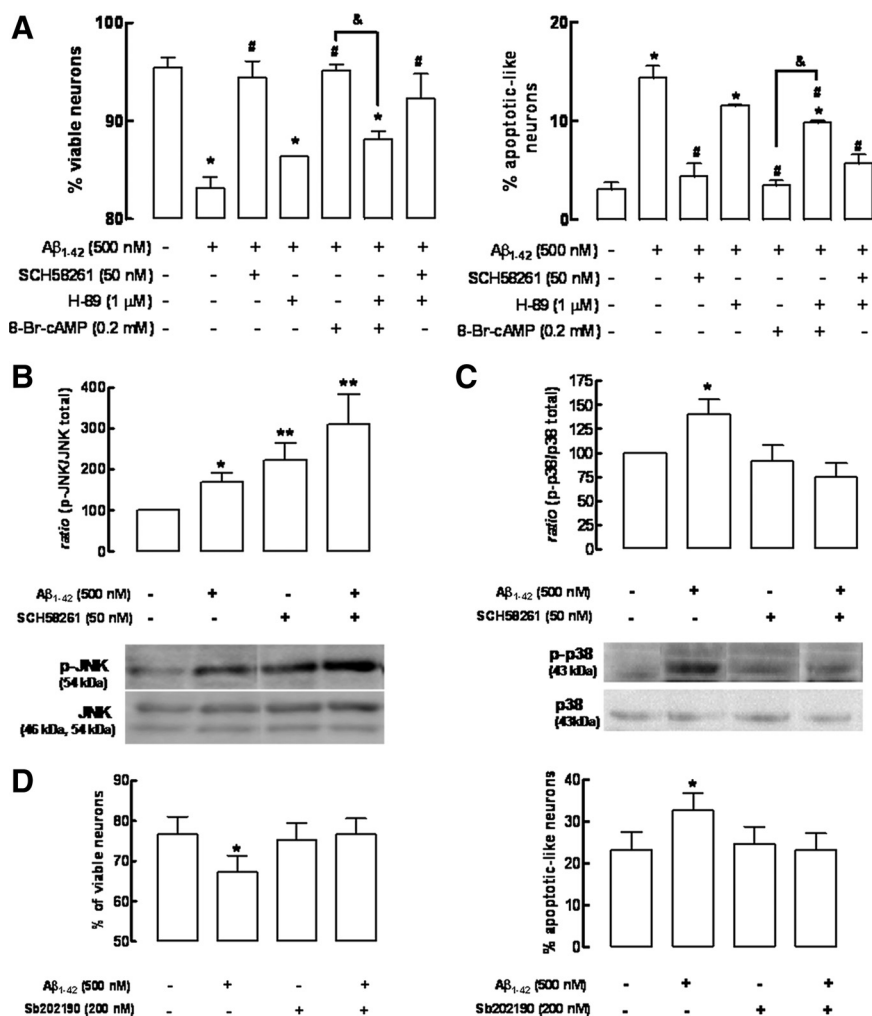 A
% viable neurons
100
90
80
* # * # & * #
Aβ1-42 (500 nM) - + + + + + +
SCH58261 (50 nM) - - + - - - +
H-89 (1 µM) - - - + - + +
8-Br-cAMP (0.2 mM) - - - - + + -
% apoptotic-like neurons
20
10
0
* # * # & # * #
Aβ1-42 (500 nM) - + + + + + +
SCH58261 (50 nM) - - + - - - +
H-89 (1 µM) - - - + - + +
8-Br-cAMP (0.2 mM) - - - - + + -
B
ratio (p-JNK/JNK total)
400
300
200
100
0
* ** **
Aβ1-42 (500 nM) - + - +
SCH58261 (50 nM) - - + +
p-JNK
(54 kDa)
JNK
(46 kDa, 54 kDa)
C
ratio (p-p38/p38 total)
175
150
125
100
75
50
25
0
*
Aβ1-42 (500 nM) - + - +
SCH58261 (50 nM) - - + +
p-p38
(43 kDa)
p38
(43kDa)
D
% of viable neurons
90
80
70
60
50
*
Aβ1-42 (500 nM) - + - +
Sb202190 (200 nM) - - + +
% apoptotic-like neurons
40
30
20
10
0
*
Aβ1-42 (500 nM) - + - +
Sb202190 (200 nM) - - + +